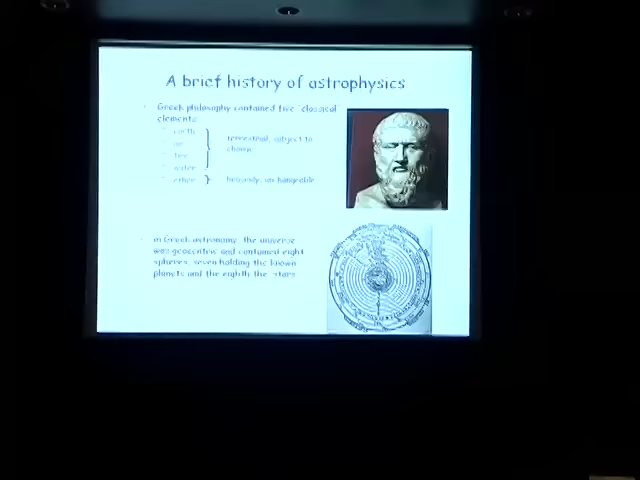 A brief history of astrophysics
Greek philosophy contained five "classical"
elements:
earth
air
fire
water
ether
terrestrial, subject to
change
heavenly, unchangeable
in Greek astronomy, the universe
was geocentric and contained eight
spheres, seven holding the known
planets and the eighth the stars